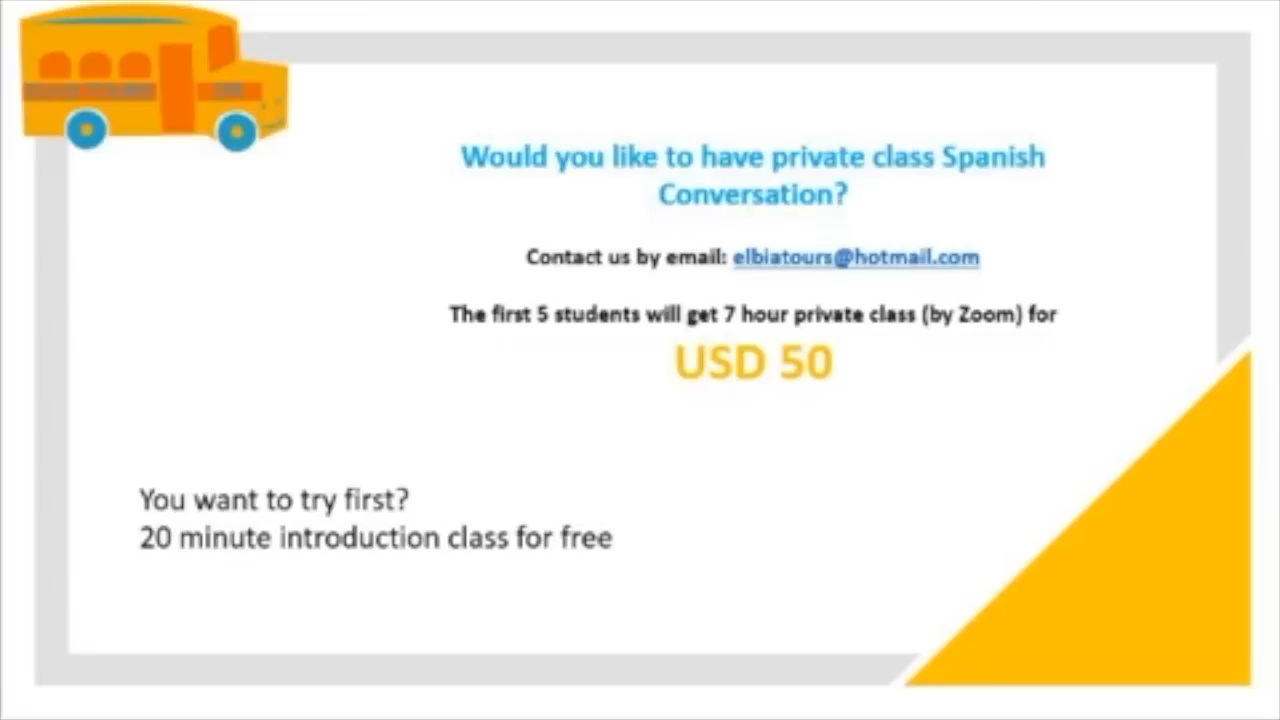 Would you like to have private class Spanish
Conversation?
Contact us by email: elbiatours@hotmail.com
The first 5 students will get 7 hour private class (by Zoom) for
USD 50
You want to try first?
20 minute introduction class for free